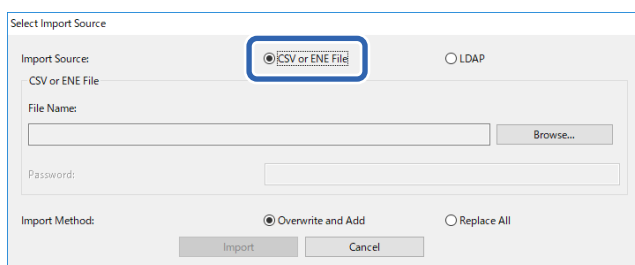 Select Import Source
Import Source: CSV or ENE File LDAP
CSV or ENE File
File Name:
Browse...
Password:
Import Method: Overwrite and Add Replace All
Import Cancel